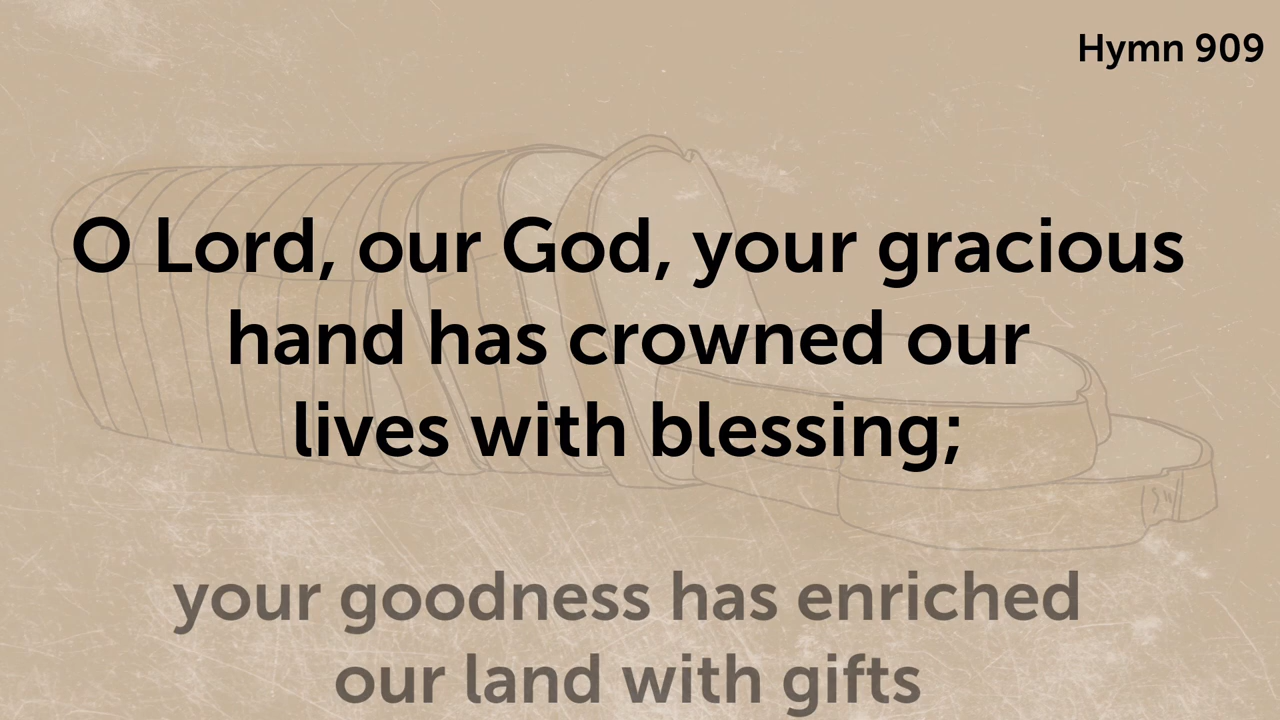 Hymn 909
O Lord, our God, your gracious
hand has crowned our
lives with blessing;
your goodness has enriched
our land with gifts